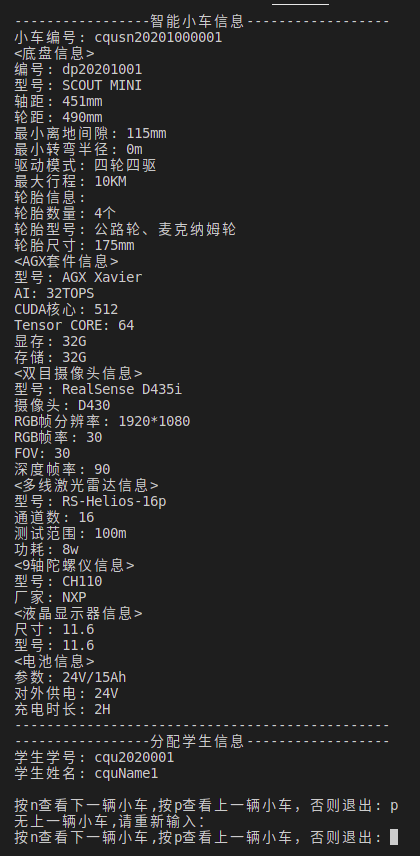 -----------------智能小车信息------------------
小车编号: cqusn20201000001
<底盘信息>
编号: dp20201001
型号: SCOUT MINI
轴距: 451mm
轮距: 490mm
最小离地间隙: 115mm
最小转弯半径: 0m
驱动模式: 四轮四驱
最大行程: 10KM
轮胎信息:
轮胎数量: 4个
轮胎型号: 公路轮、麦克纳姆轮
轮胎尺寸: 175mm
<AGX套件信息>
型号: AGX Xavier
AI: 32TOPS
CUDA核心: 512
Tensor CORE: 64
显存: 32G
存储: 32G
<双目摄像头信息>
型号: RealSense D435i
摄像头: D430
RGB帧分辨率: 1920*1080
RGB帧率: 30
FOV: 30
深度帧率: 90
<多线激光雷达信息>
型号: RS-Helios-16p
通道数: 16
测试范围: 100m
功耗: 8w
<9轴陀螺仪信息>
型号: CH110
厂家: NXP
<液晶显示器信息>
尺寸: 11.6
型号: 11.6
<电池信息>
参数: 24V/15Ah
对外供电: 24V
充电时长: 2H
-----------------------------------------------
-----------------分配学生信息------------------
学生学号: cqu2020001
学生姓名: cquName1
按n查看下一辆小车,按p查看上一辆小车, 否则退出: p
无上一辆小车,请重新输入:
按n查看下一辆小车,按p查看上一辆小车, 否则退出: